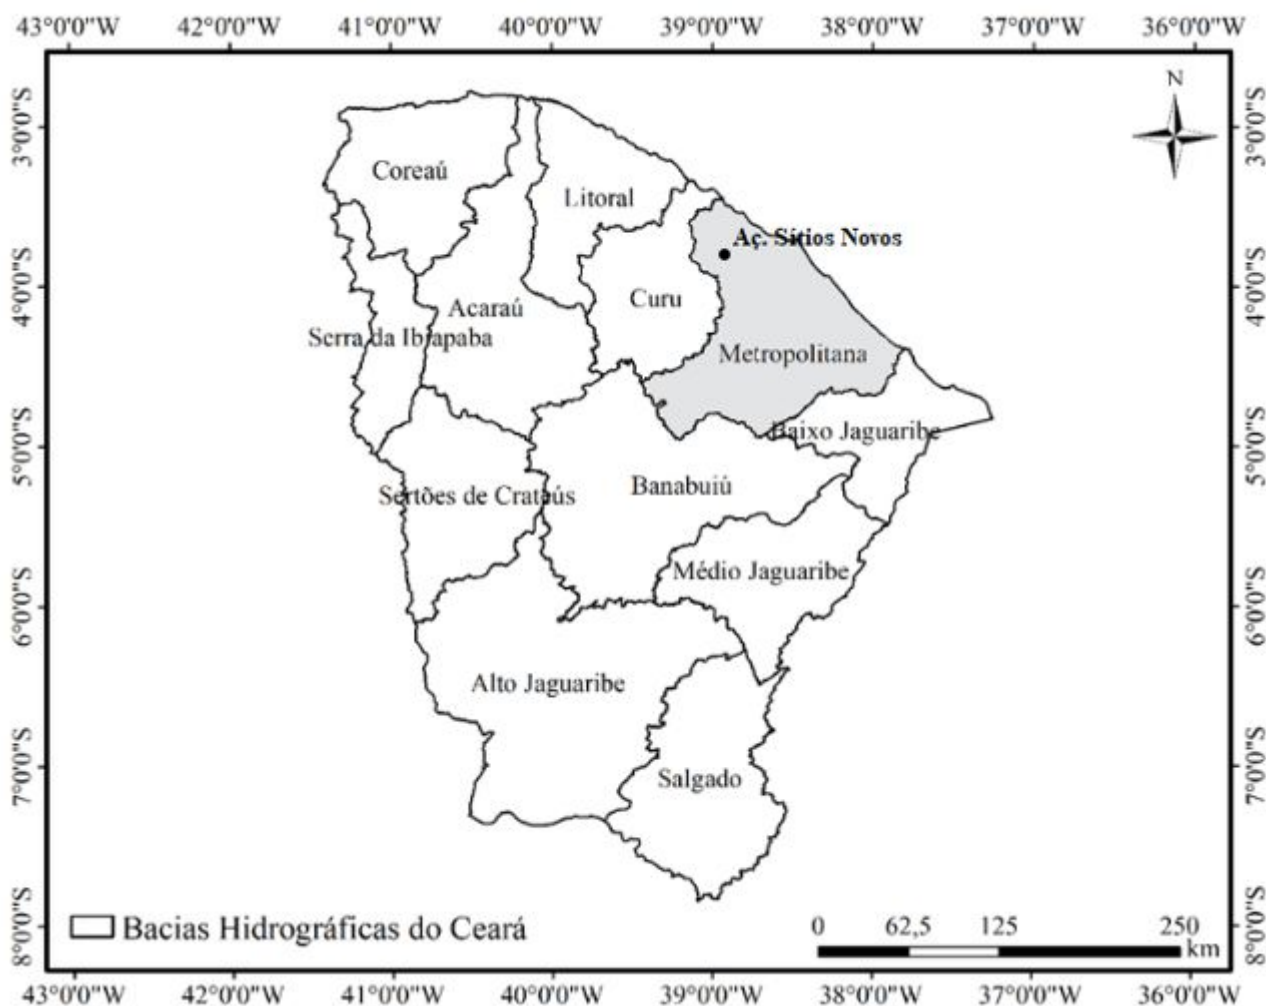 43°0'0"W 42°0'0"W 41°0'0"W 40°0'0"W 39°0'0"W 38°0'0"W 37°0'0"W 36°0'0"W
N
3°0'0"S 3°0'0"S
Coreaú
Litoral
Aç. Sítios Novos
4°0'0"S 4°0'0"S
Curu
Acaraú
Serra da Ibiapaba
Metropolitana
Baixo Jaguaribe
5°0'0"S 5°0'0"S
Banabuiú
Sertões de Crateús
Médio Jaguaribe
6°0'0"S 6°0'0"S
Alto Jaguaribe
7°0'0"S 7°0'0"S
Salgado
8°0'0"S 8°0'0"S
Bacias Hidrográficas do Ceará
0 62,5 125 250
km
43°0'0"W 42°0'0"W 41°0'0"W 40°0'0"W 39°0'0"W 38°0'0"W 37°0'0"W 36°0'0"W